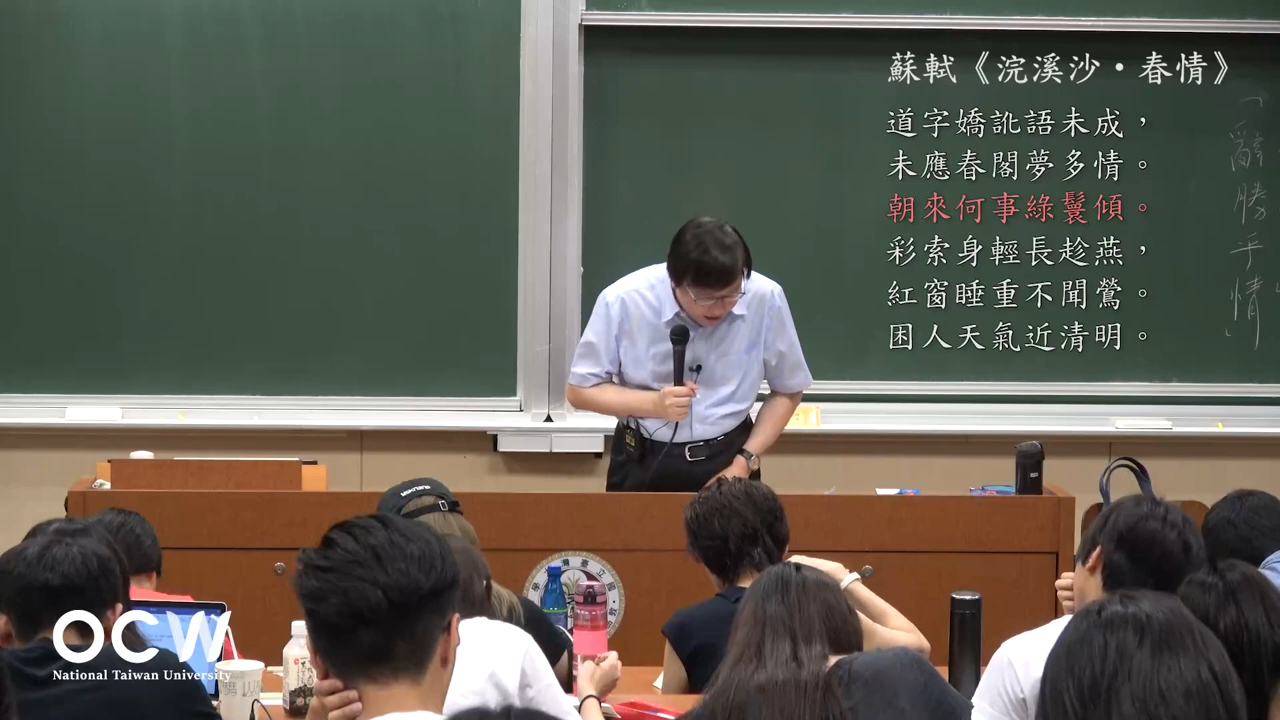 蘇軾《浣溪沙·春情》
道字嬌訛語未成，
未應春閣夢多情。
朝來何事綠鬟傾。
彩索身輕長趁燕，
紅窗睡重不聞鶯。
困人天氣近清明。
「辭勝乎情」
OCW
National Taiwan University